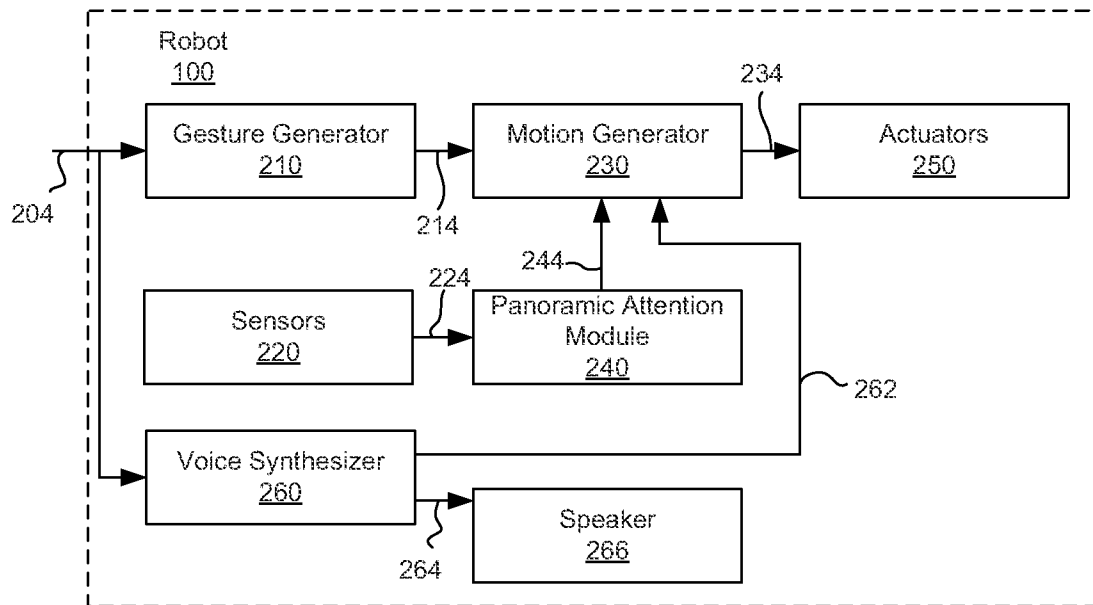 Robot
100
234
Gesture Generator
210
Motion Generator
230
Actuators
250
204
214
244
224
Sensors
220
Panoramic Attention
Module
240
262
Voice Synthesizer
260
264
Speaker
266